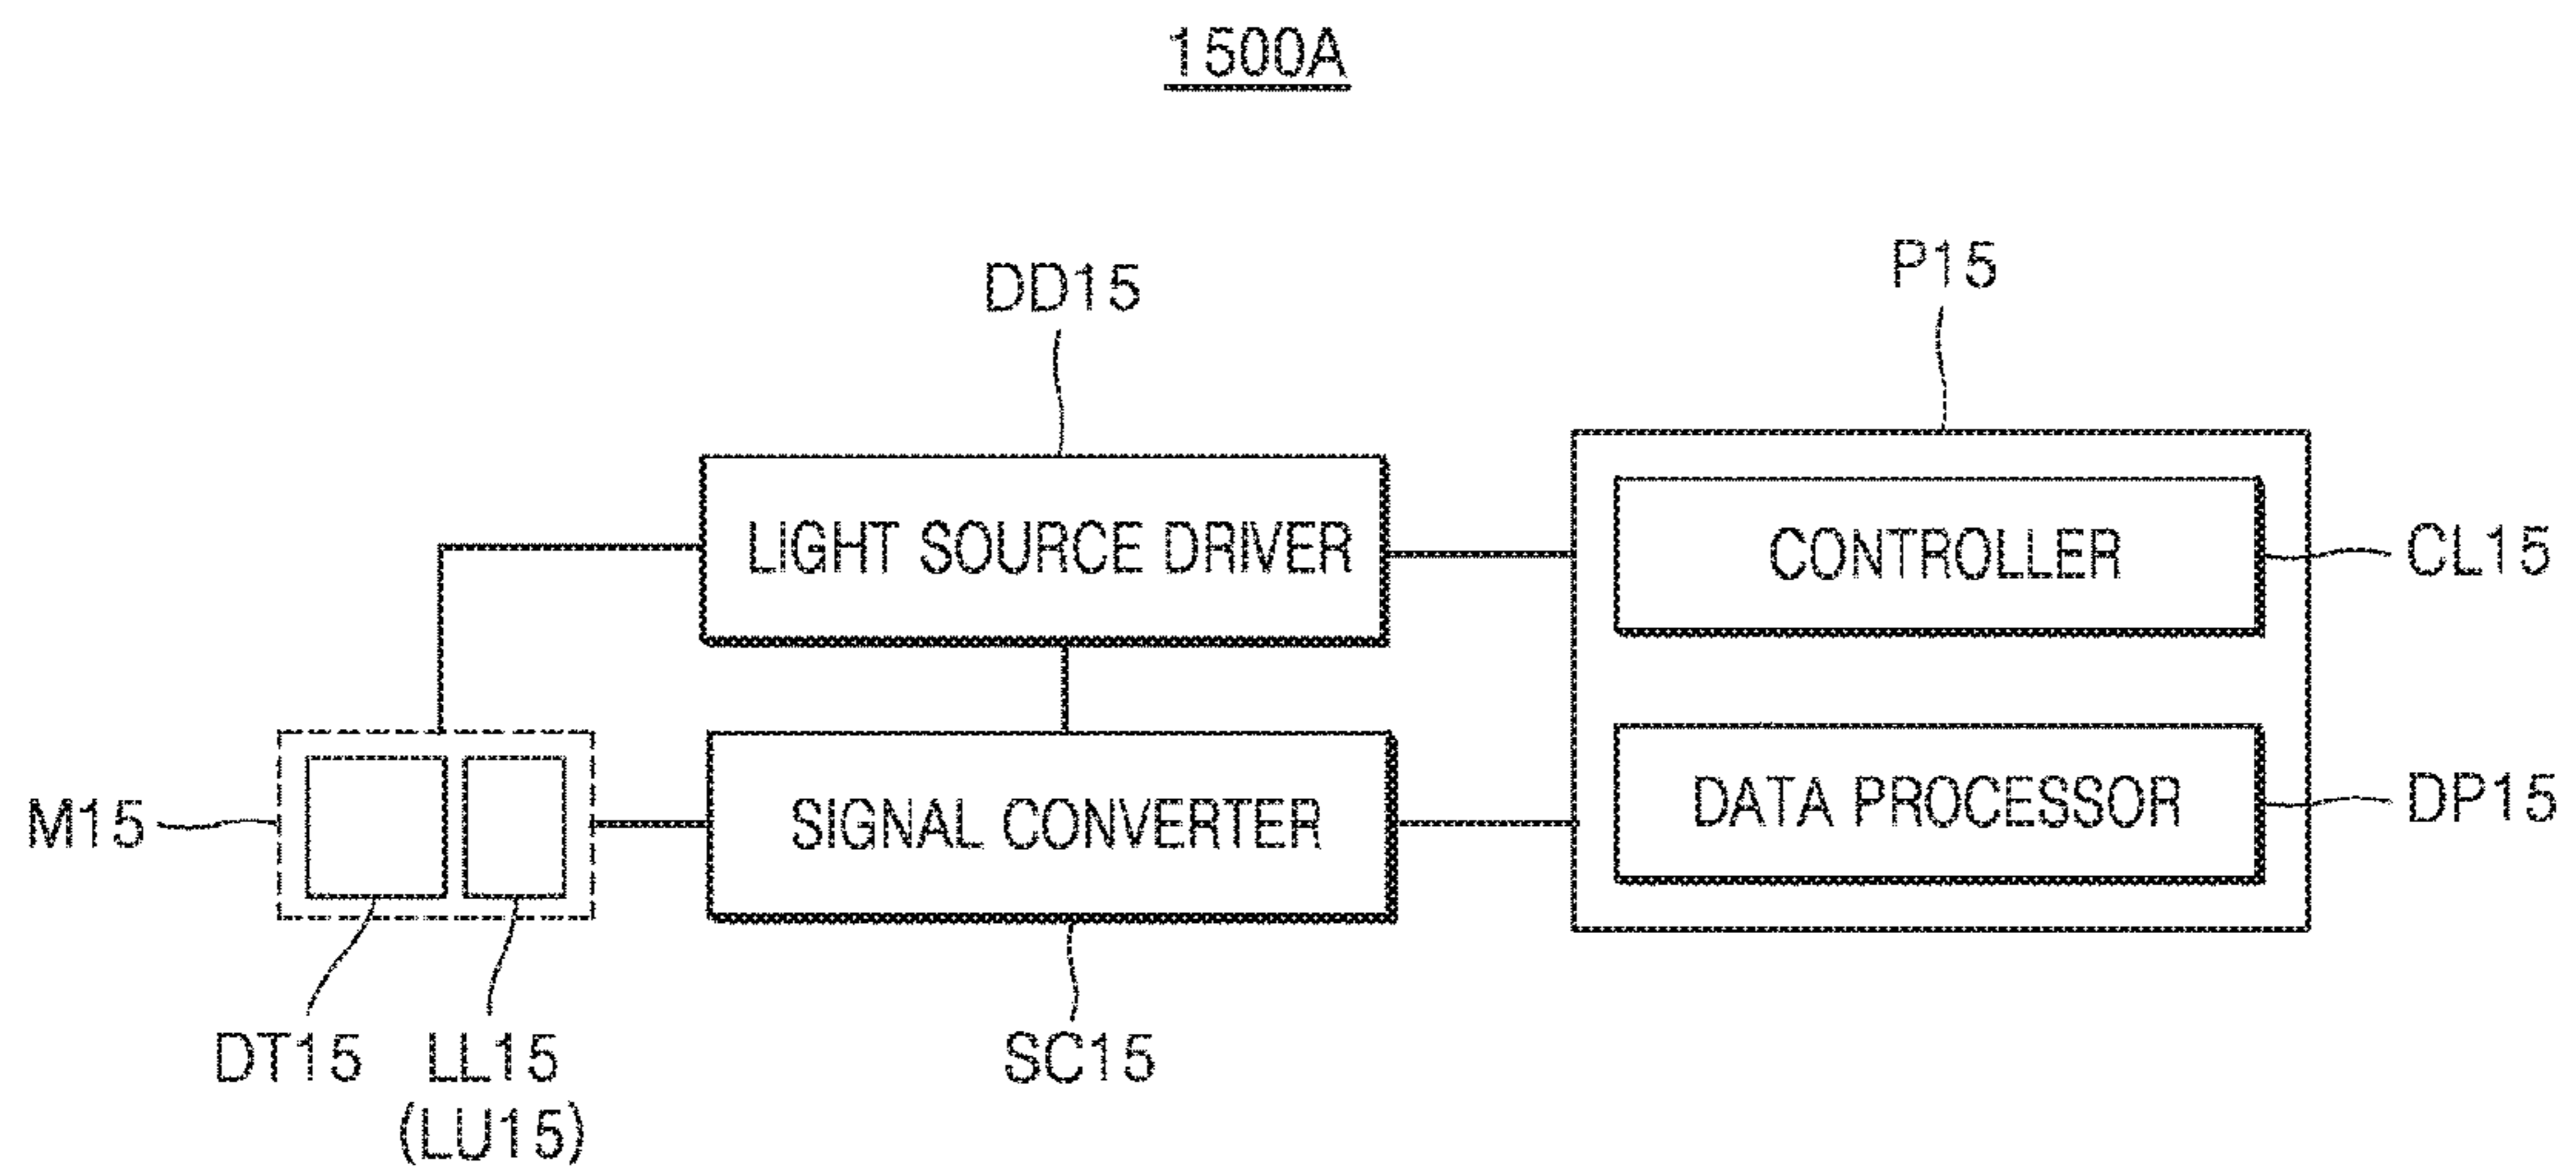 1500A
DD15
P15
LIGHT SOURCE DRIVER
CONTROLLER
CL15
M15
SIGNAL CONVERTER
DATA PROCESSOR
DP15
DT15
LL15
(LU15)
SC15